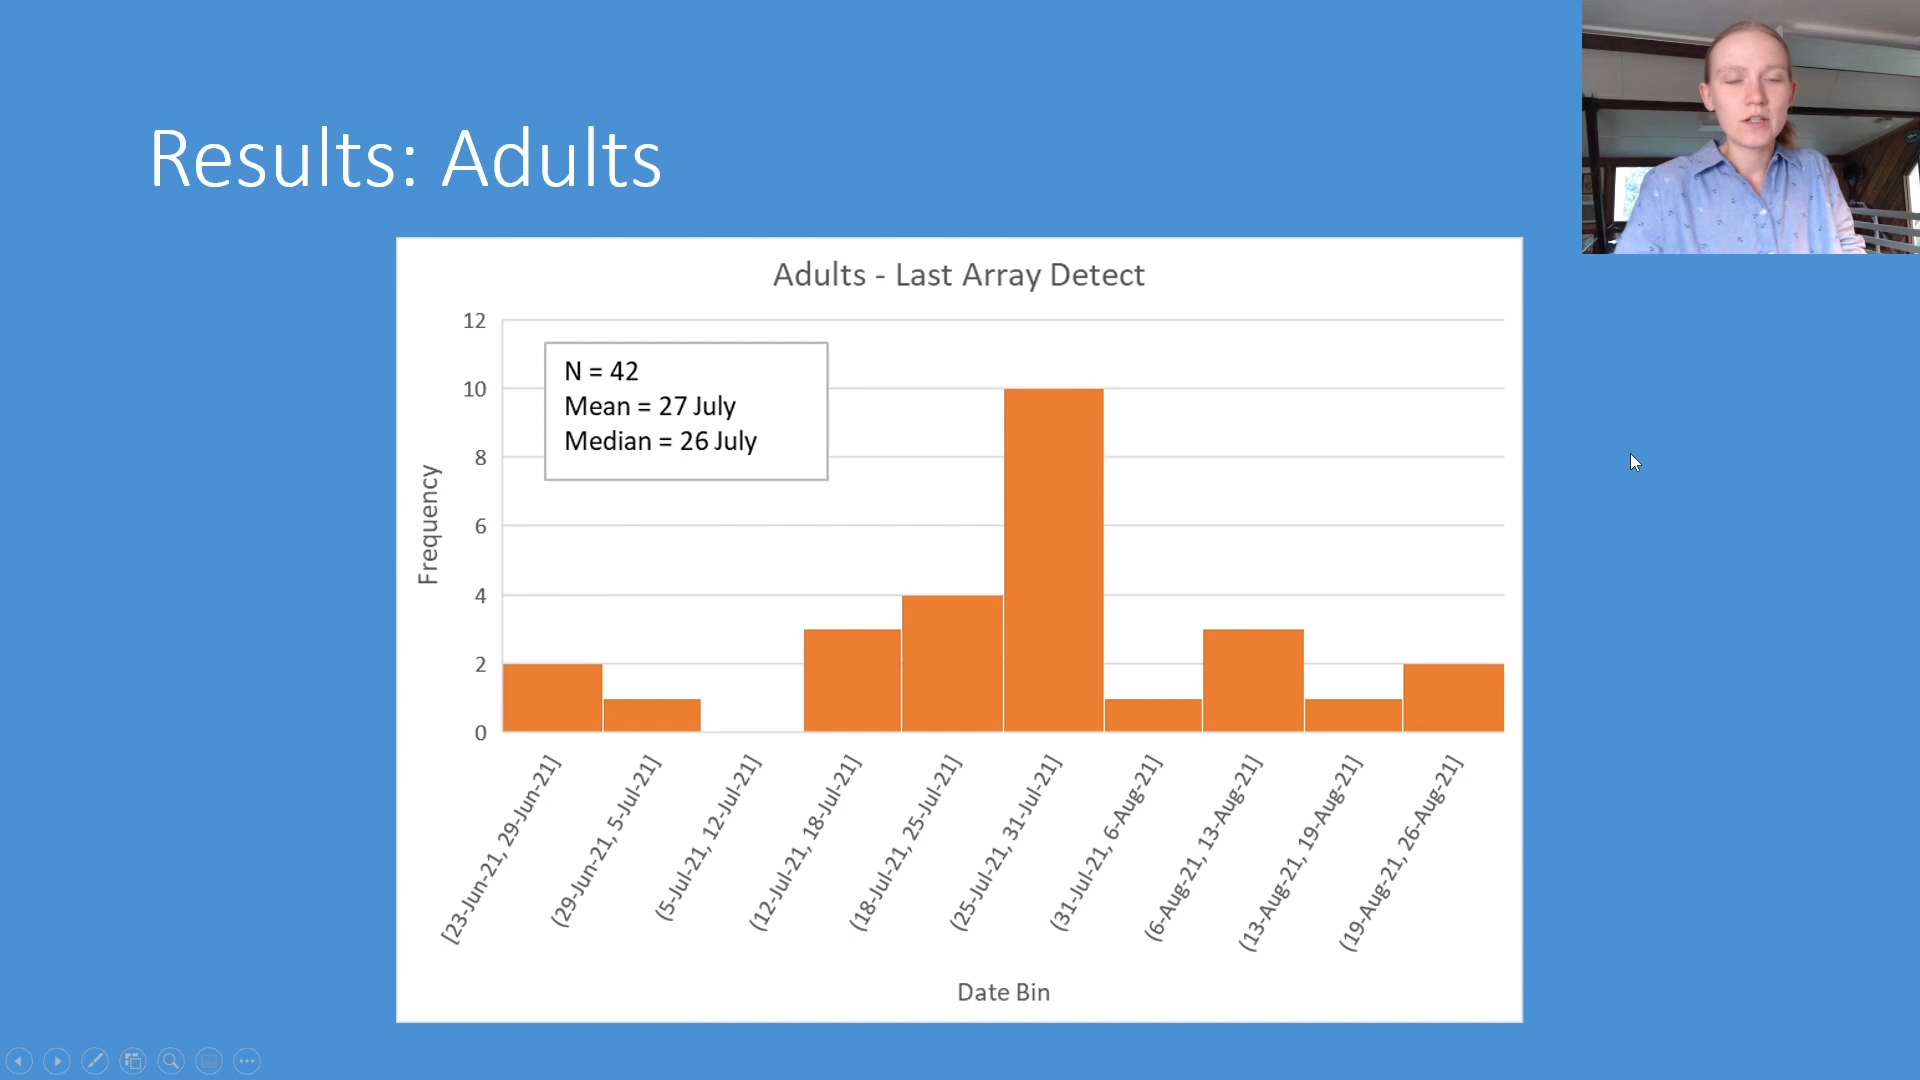 Results: Adults
Adults - Last Array Detect
N = 42
Mean = 27 July
Median = 26 July
Frequency
12
10
8
6
4
2
0
[23-Jun-21, 29-Jun-21]
(29-Jun-21, 5-Jul-21]
(5-Jul-21, 12-Jul-21]
(12-Jul-21, 18-Jul-21]
(18-Jul-21, 25-Jul-21]
(25-Jul-21, 31-Jul-21]
(31-Jul-21, 6-Aug-21]
(6-Aug-21, 13-Aug-21]
(13-Aug-21, 19-Aug-21]
(19-Aug-21, 26-Aug-21]
Date Bin